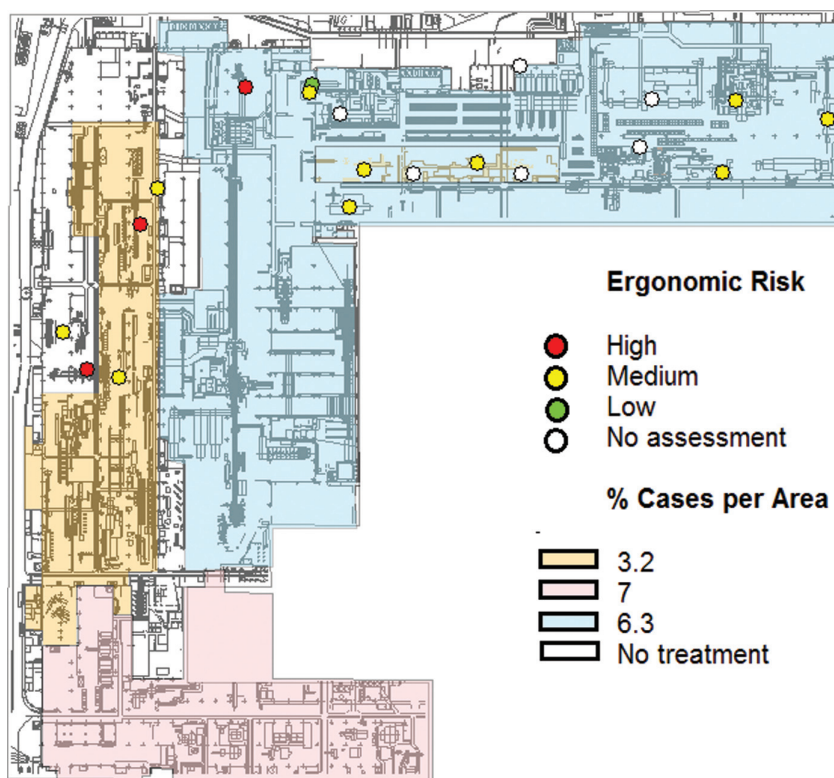 Ergonomic Risk
High
Medium
Low
No assessment
% Cases per Area
3.2
7
6.3
No treatment